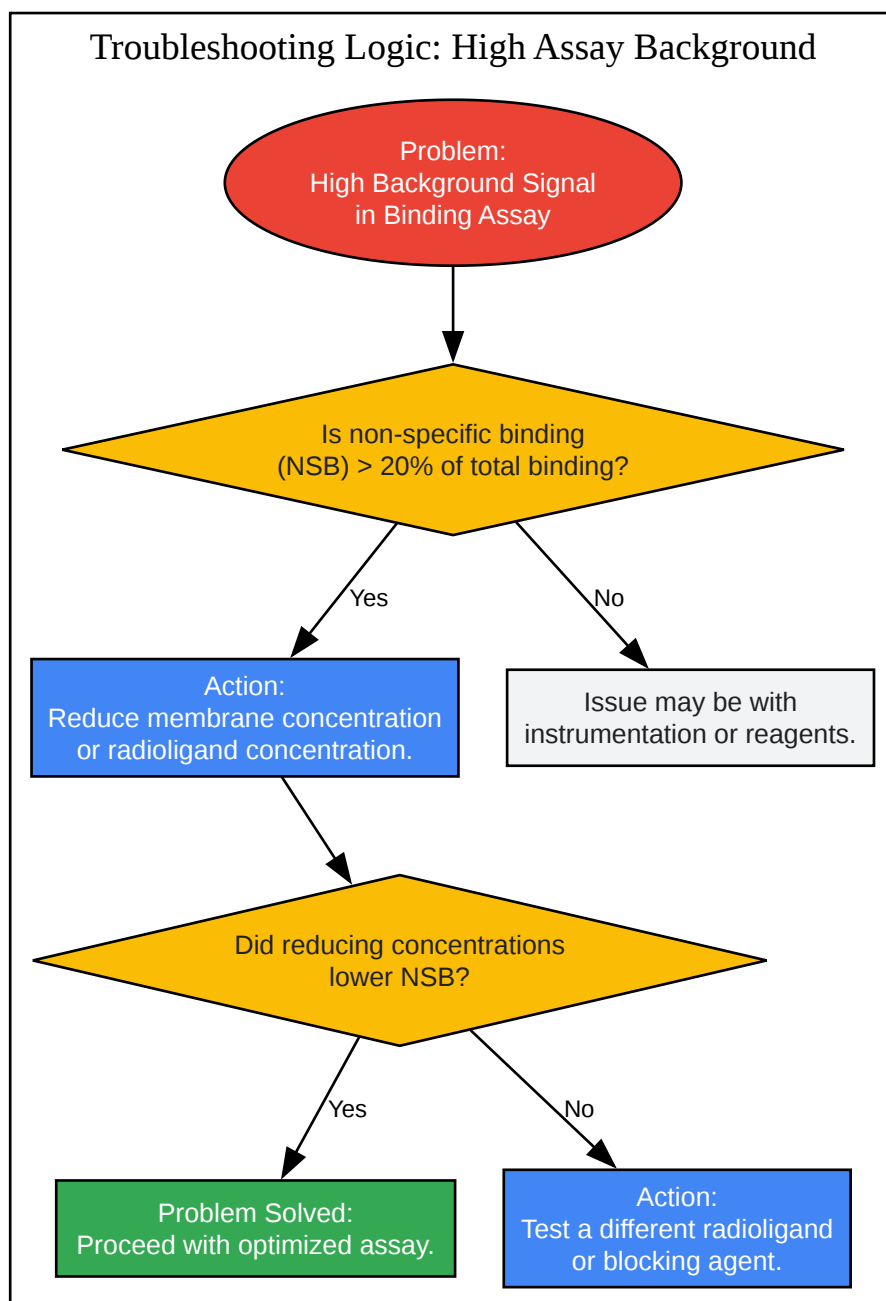 Troubleshooting Logic: High Assay Background
Problem:
High Background Signal
in Binding Assay
Is non-specific binding
(NSB) > 20% of total binding?
Yes
No
Action:
Reduce membrane concentration
or radioligand concentration.
Issue may be with
instrumentation or reagents.
Did reducing concentrations
lower NSB?
Yes
No
Problem Solved:
Proceed with optimized assay.
Action:
Test a different radioligand
or blocking agent.